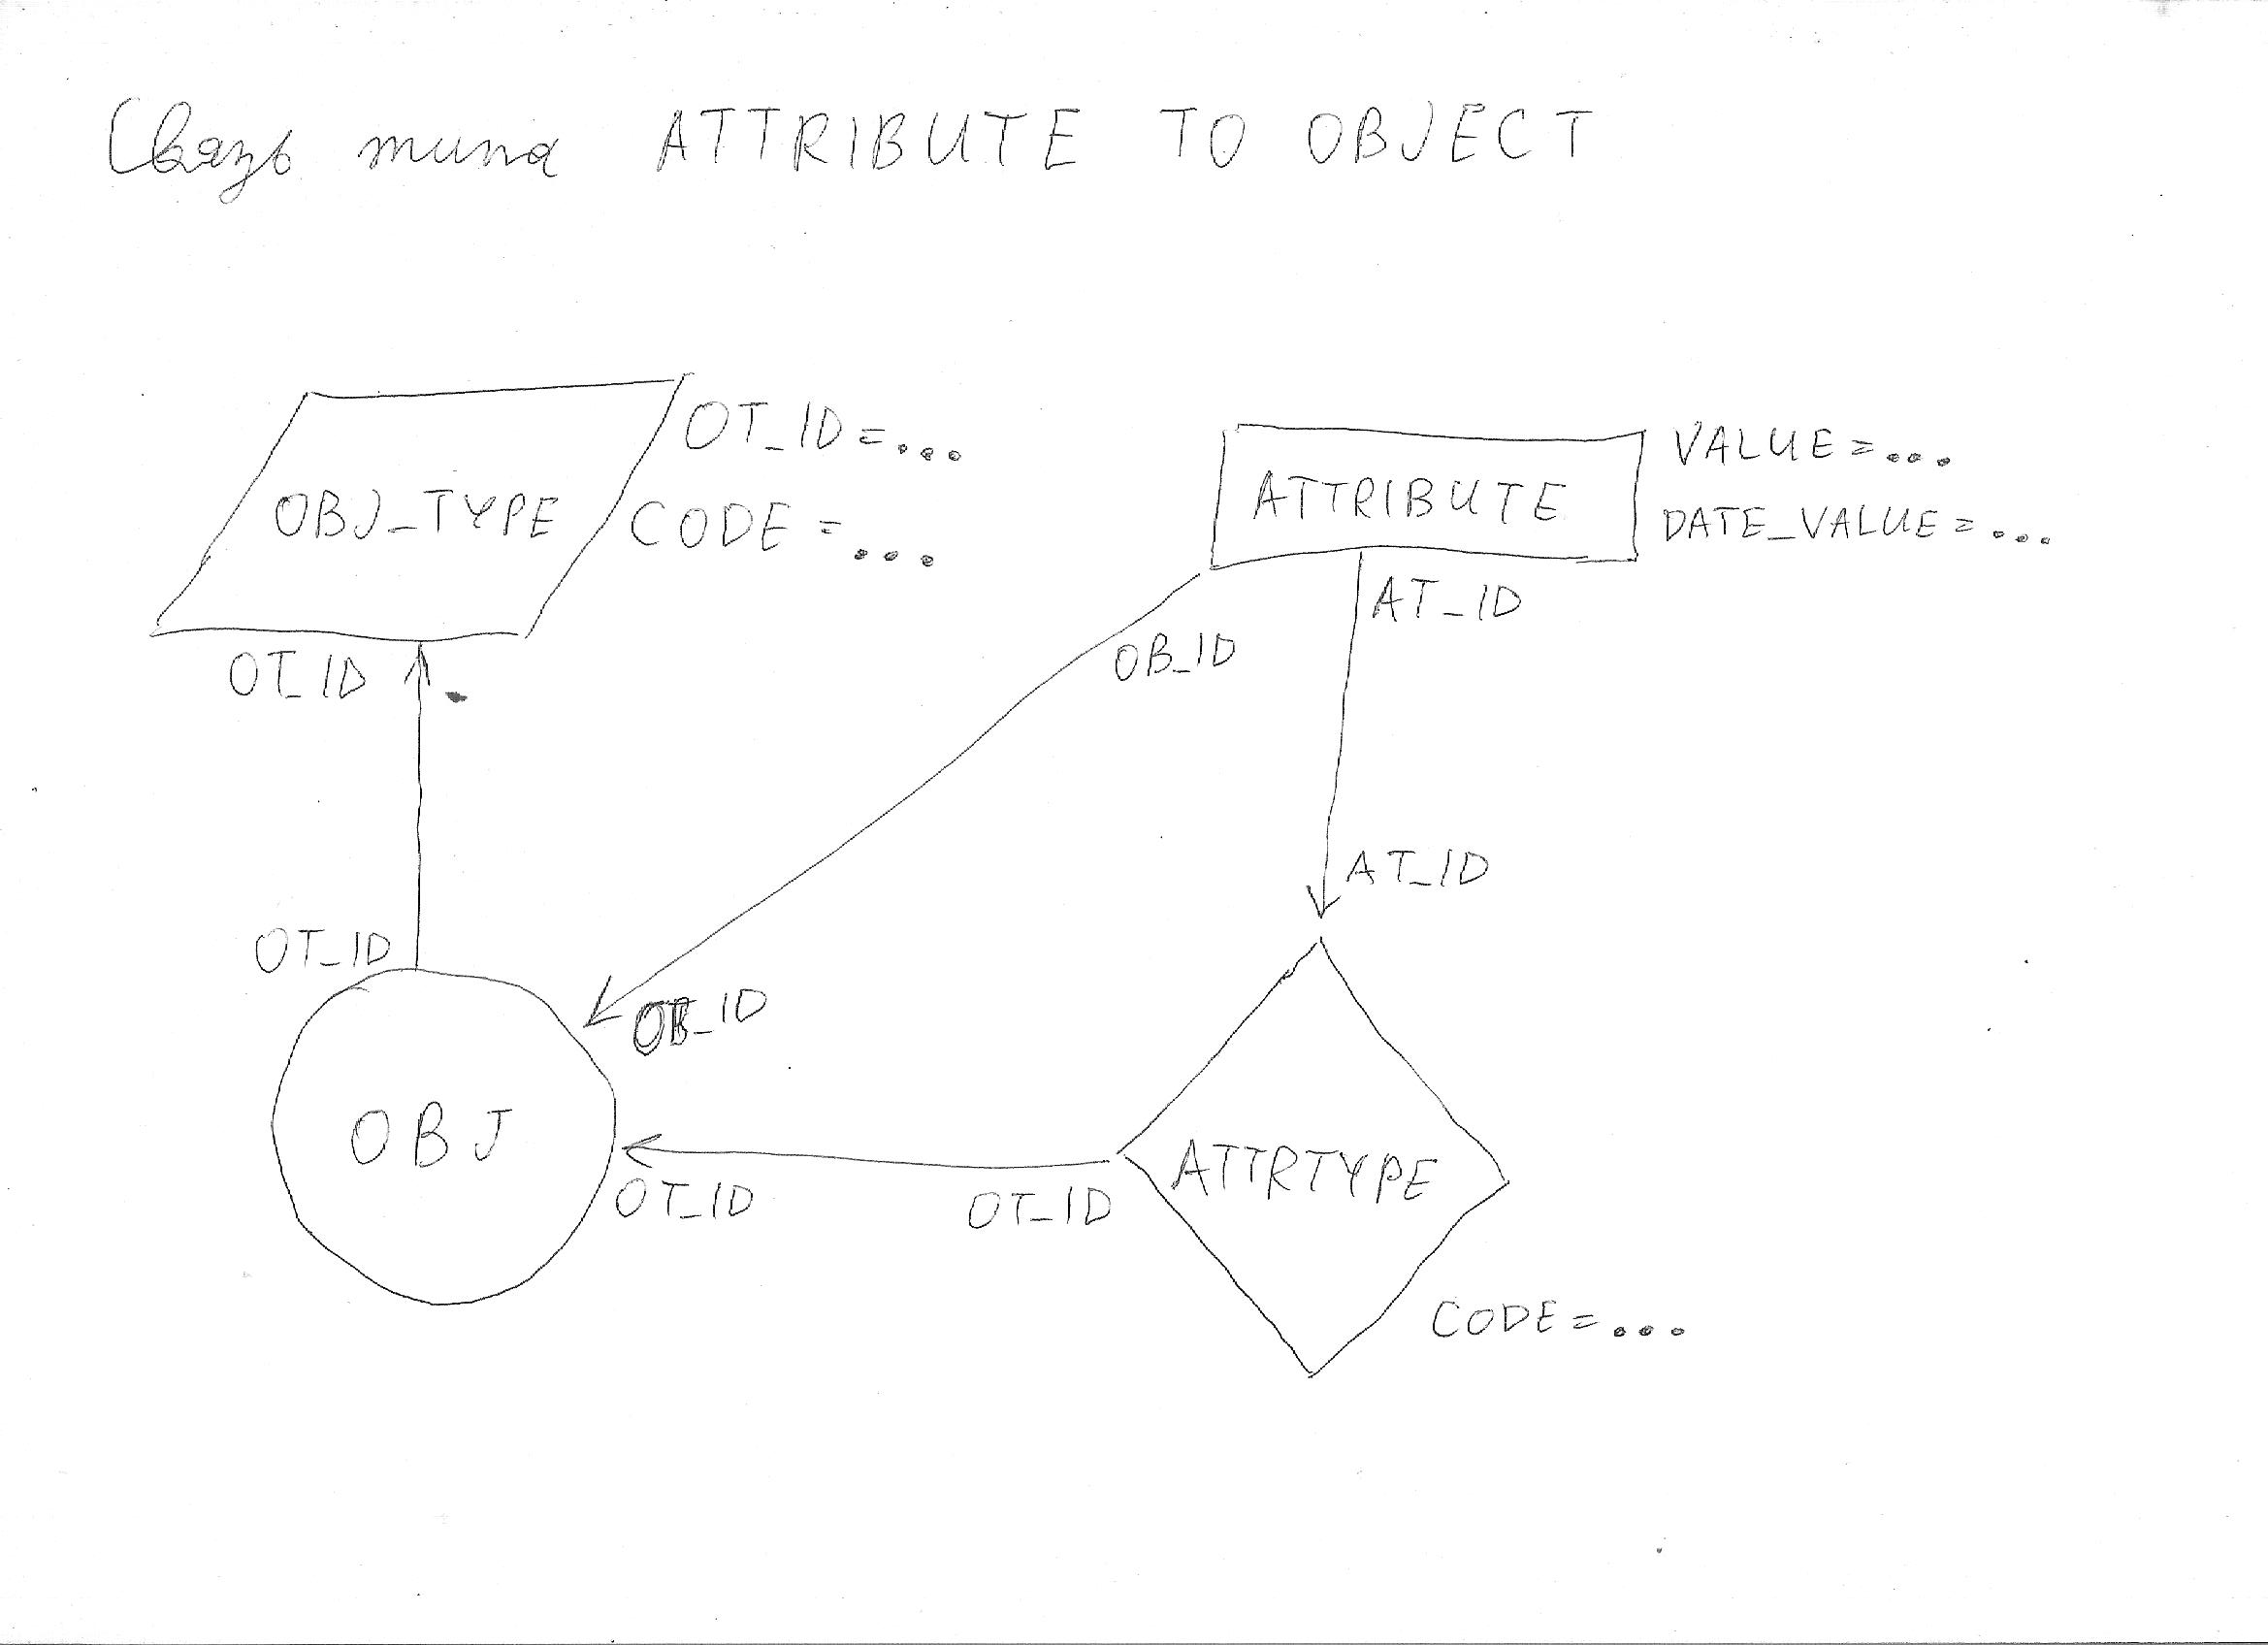 Связь типа ATTRIBUTE TO OBJECT
OT_ID=...
OBJ_TYPE
CODE=...
OT_ID
VALUE=...
ATTRIBUTE
DATE_VALUE=...
AT_ID
OB_ID
AT_ID
OT_ID
OB_ID
OBJ
OT_ID
OT_ID
ATTRTYPE
CODE=...